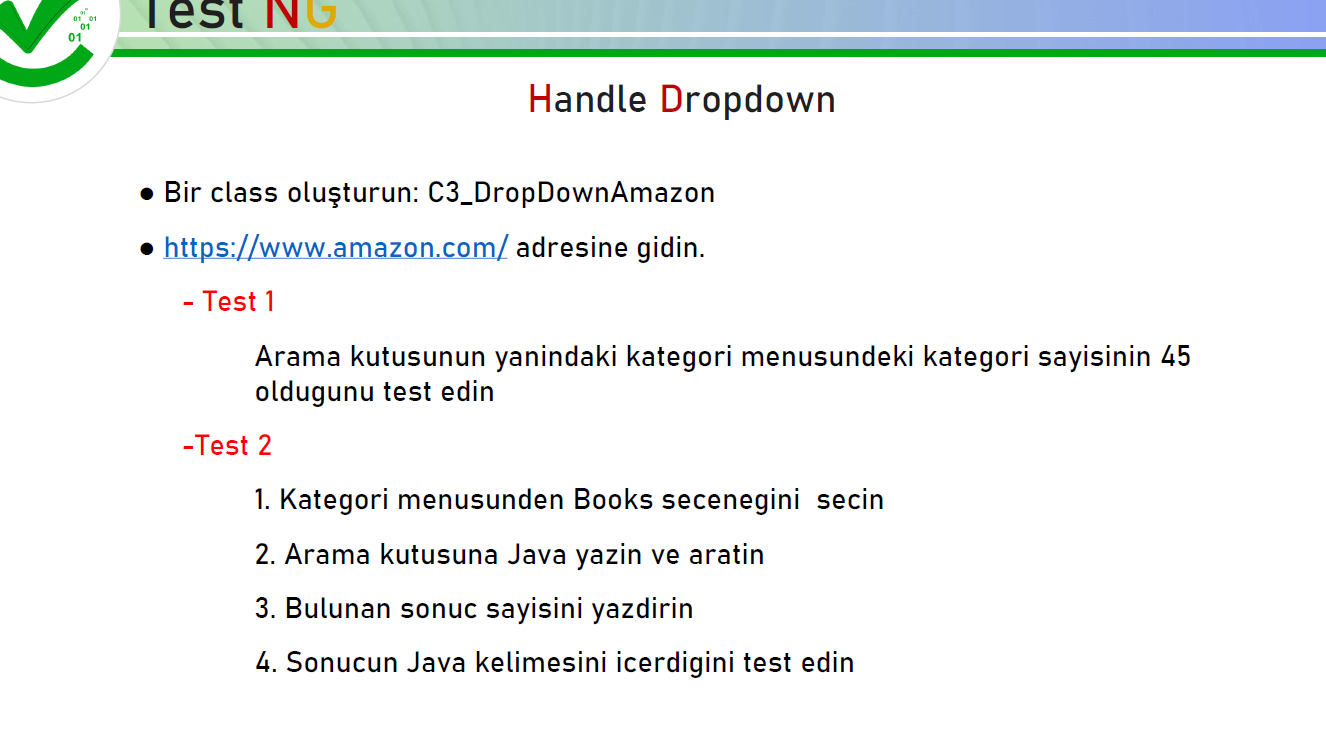 Test NG
01
01 01
01
01
Handle Dropdown
● Bir class oluşturun: C3_DropDownAmazon
● https://www.amazon.com/ adresine gidin.
- Test 1
Arama kutusunun yanindaki kategori menusundeki kategori sayisinin 45
oldugunu test edin
-Test 2
1. Kategori menusunden Books secenegini secin
2. Arama kutusuna Java yazin ve aratin
3. Bulunan sonuc sayisini yazdirin
4. Sonucun Java kelimesini icerdigini test edin